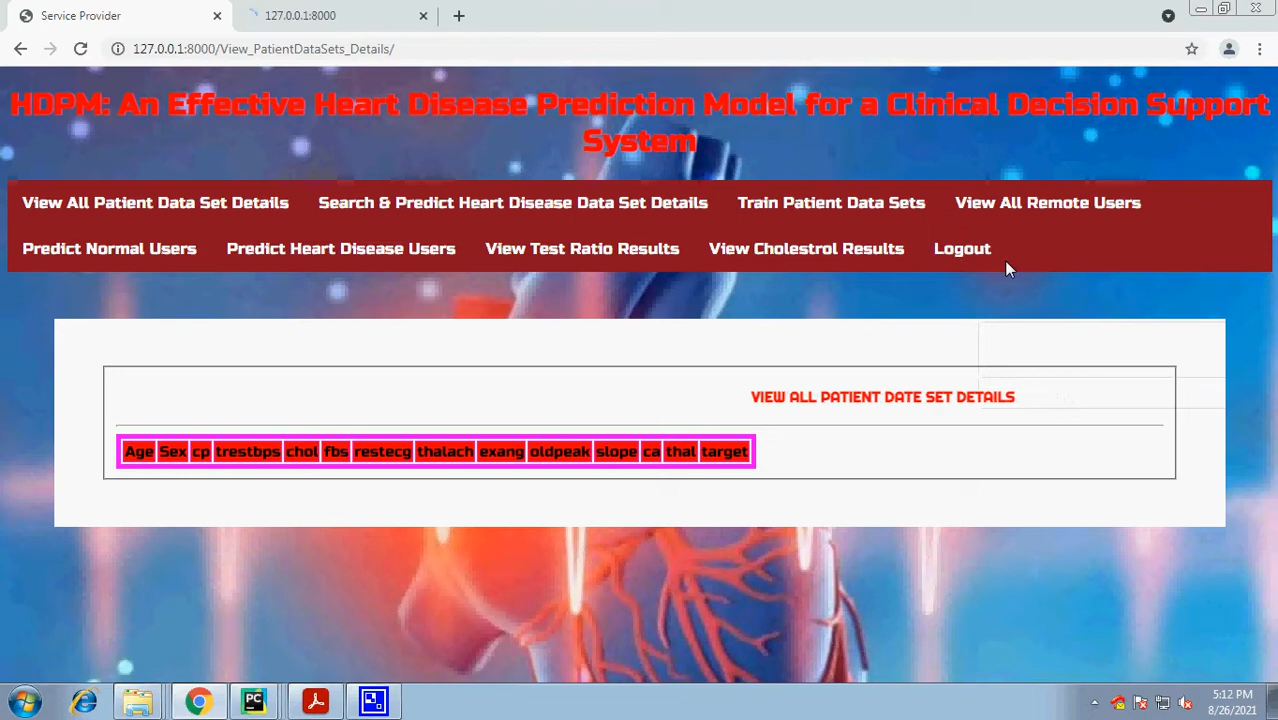 Service Provider
127.0.0.1:8000
127.0.0.1:8000/View_PatientDataSets_Details/
HDPM: An Effective Heart Disease Prediction Model for a Clinical Decision Support
System
View All Patient Data Set Details Search & Predict Heart Disease Data Set Details Train Patient Data Sets View All Remote Users
Predict Normal Users Predict Heart Disease Users View Test Ratio Results View Cholestrol Results Logout
VIEW ALL PATIENT DATE SET DETAILS
Age Sex cp trestbps chol fbs restecg thalach exang oldpeak slope ca thal target
PC
5:12 PM
8/26/2021